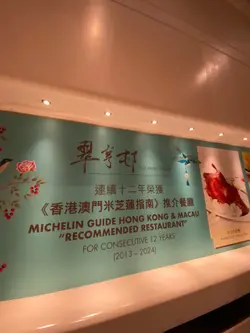 翠亨邨
連續十二年榮獲
《香港澳門米芝蓮指南》推介餐廳
MICHELIN GUIDE HONG KONG & MACAU
"RECOMMENDED RESTAURANT"
FOR CONSECUTIVE 12 YEARS
(2013 – 2024)